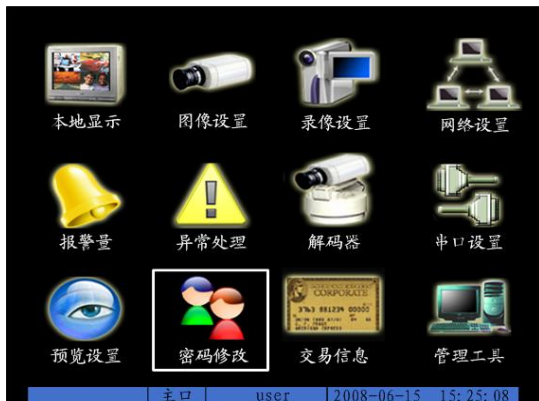 本地显示 图像设置 录像设置 网络设置
报警量 异常处理 解码器 串口设置
CORPORATE
预览设置 密码修改 交易信息 管理工具
主口 user 2008-06-15 15:25:08